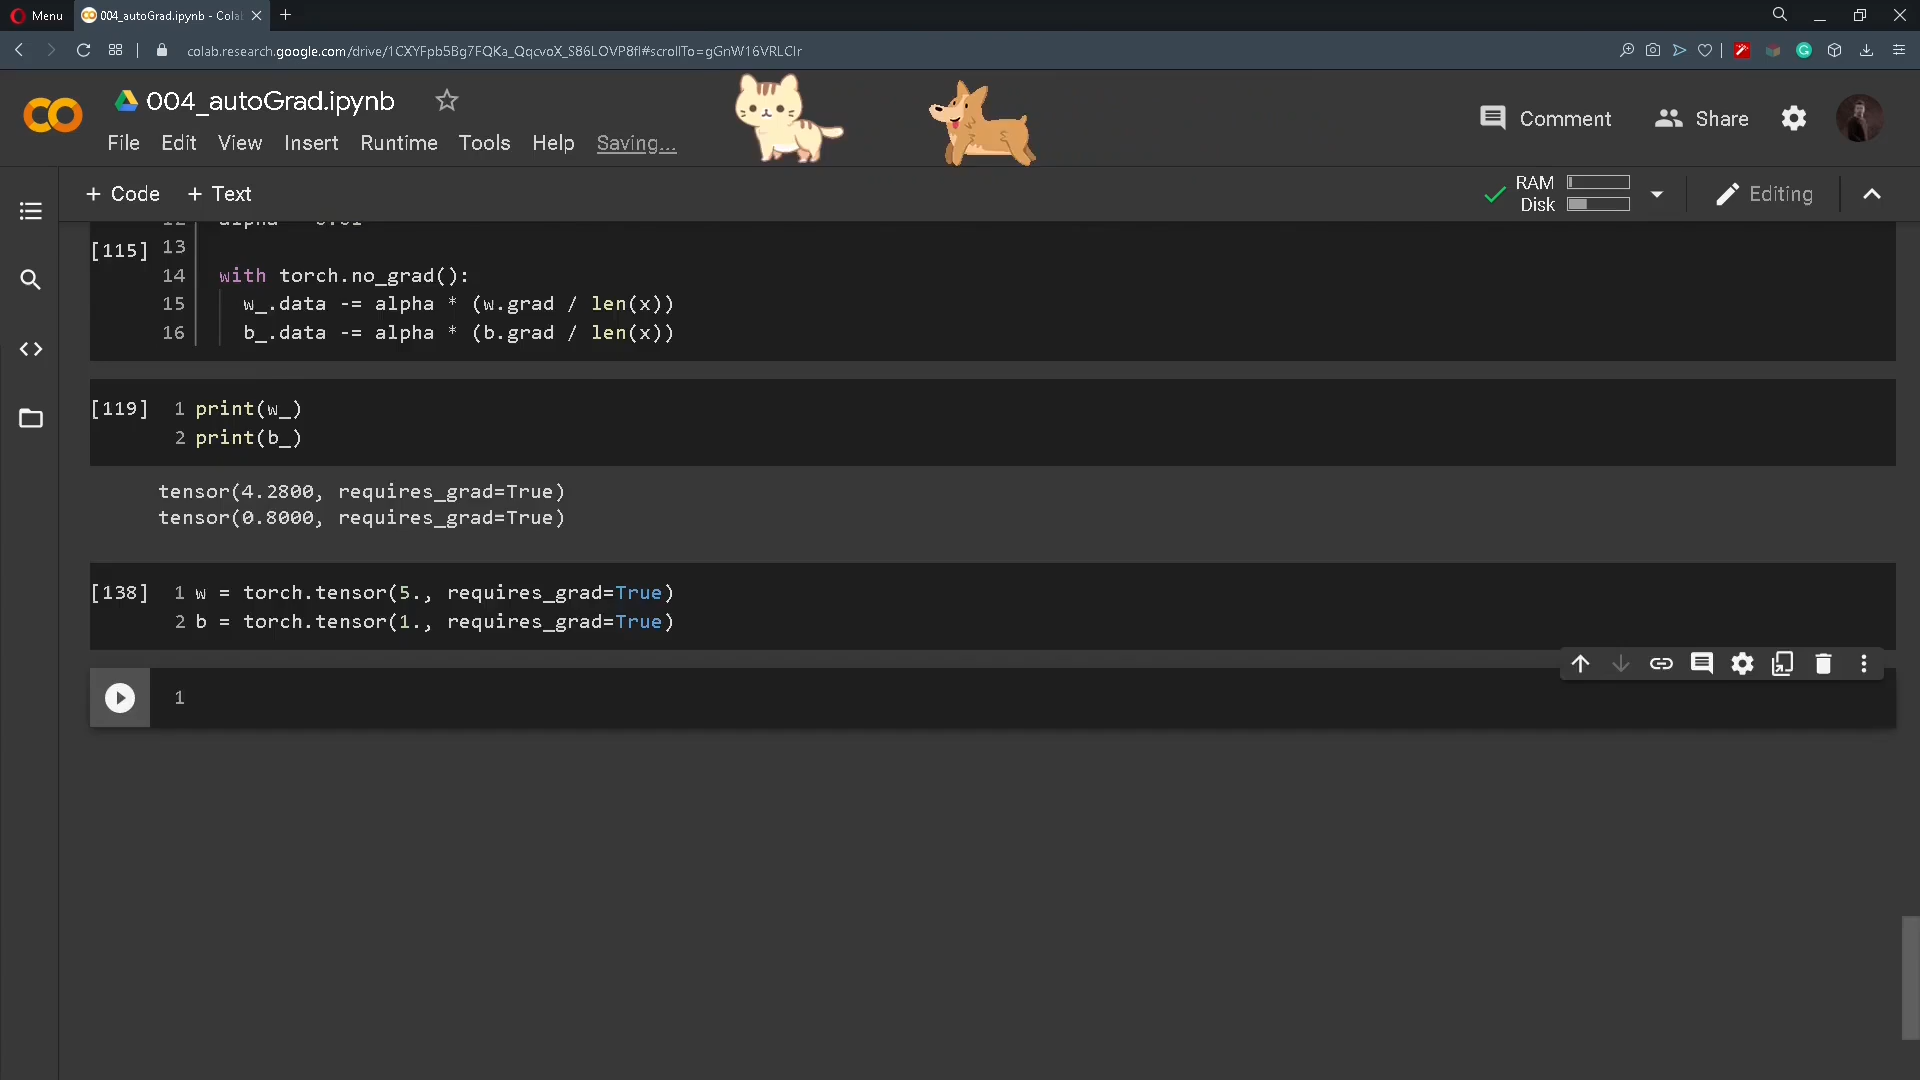 Menu
004_autoGrad.ipynb - Cola
colab.research.google.com/drive/1CXYFpb5Bg7FQKa_QqcvoX_S86LOVP8fI#scrollTo=gGnW16VRLCIr
004_autoGrad.ipynb
File Edit View Insert Runtime Tools Help Saving...
Comment
Share
+ Code + Text
RAM
Disk
Editing
[115]
13
14 with torch.no_grad():
15 w_.data -= alpha * (w.grad / len(x))
16 b_.data -= alpha * (b.grad / len(x))
[119] 1 print(w_)
2 print(b_)
tensor(4.2800, requires_grad=True)
tensor(0.8000, requires_grad=True)
[138] 1 w = torch.tensor(5., requires_grad=True)
2 b = torch.tensor(1., requires_grad=True)
1